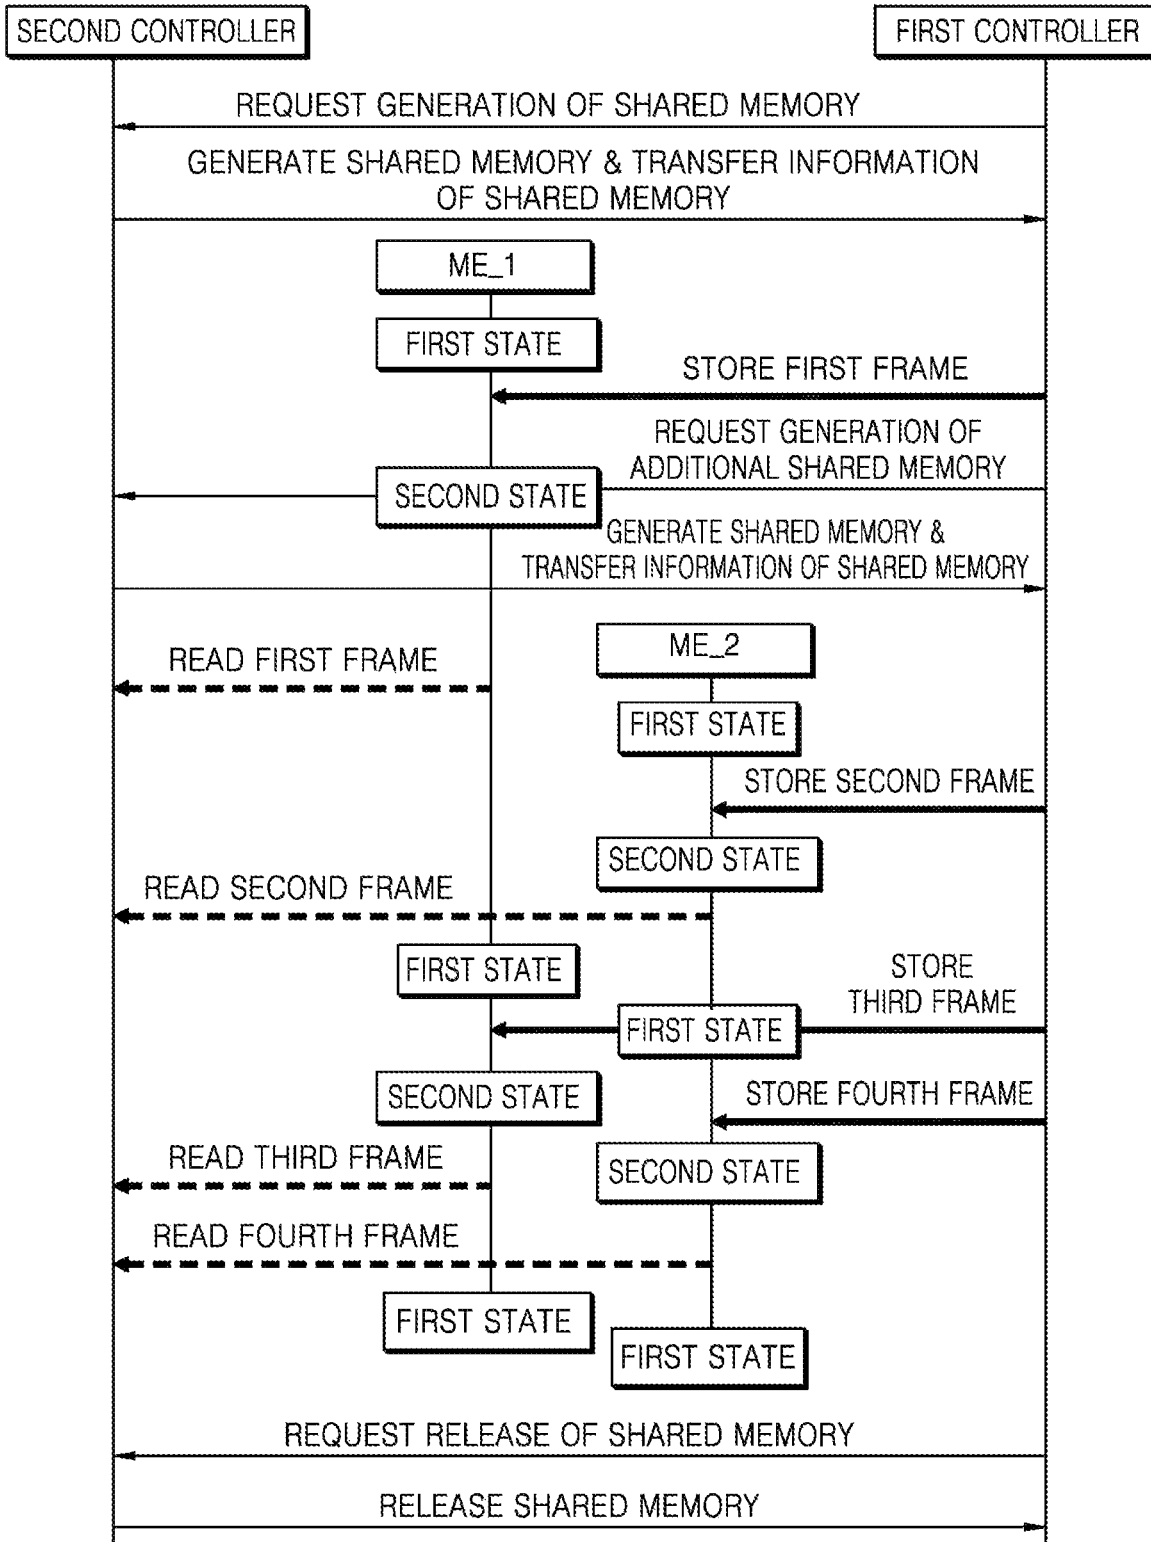 SECOND CONTROLLER
FIRST CONTROLLER
REQUEST GENERATION OF SHARED MEMORY
GENERATE SHARED MEMORY & TRANSFER INFORMATION
OF SHARED MEMORY
ME_1
FIRST STATE
STORE FIRST FRAME
REQUEST GENERATION OF
ADDITIONAL SHARED MEMORY
SECOND STATE
GENERATE SHARED MEMORY &
TRANSFER INFORMATION OF SHARED MEMORY
ME_2
READ FIRST FRAME
FIRST STATE
STORE SECOND FRAME
SECOND STATE
READ SECOND FRAME
FIRST STATE
STORE
THIRD FRAME
FIRST STATE
SECOND STATE
STORE FOURTH FRAME
READ THIRD FRAME
SECOND STATE
READ FOURTH FRAME
FIRST STATE
FIRST STATE
REQUEST RELEASE OF SHARED MEMORY
RELEASE SHARED MEMORY